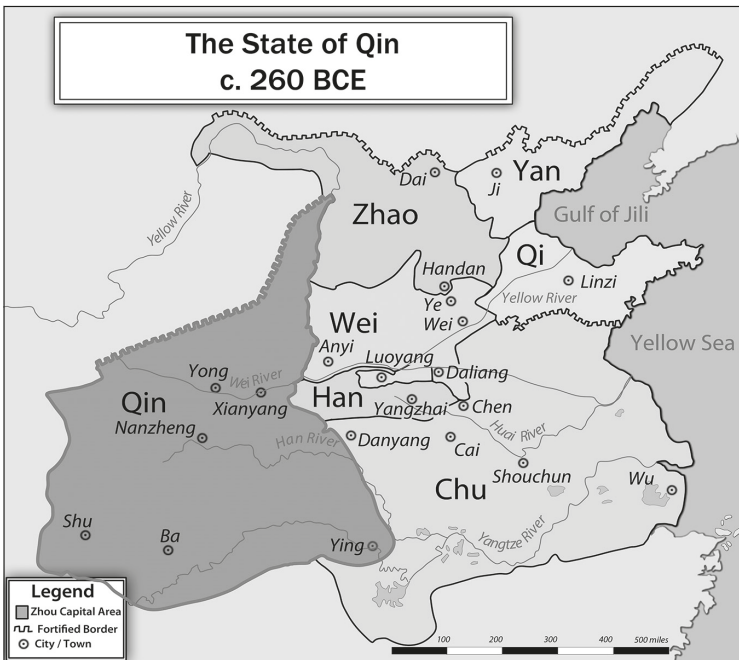 The State of Qin
c. 260 BCE
Yan
Dai
Ji
Zhao
Gulf of Jili
Yellow River
Qi
Handan
Linzi
Ye
Yellow River
Wei
Wei
Yellow Sea
Anyi
Luoyang
Daliang
Yong
Wei River
Qin
Xianyang
Han
Yangzhai
Chen
Nanzheng
Han River
Danyang
Cai
Huai River
Shouchun
Chu
Wu
Shu
Ba
Ying
Yangtze River
Legend
Zhou Capital Area
Fortified Border
City / Town
100 200 300 400 500 miles